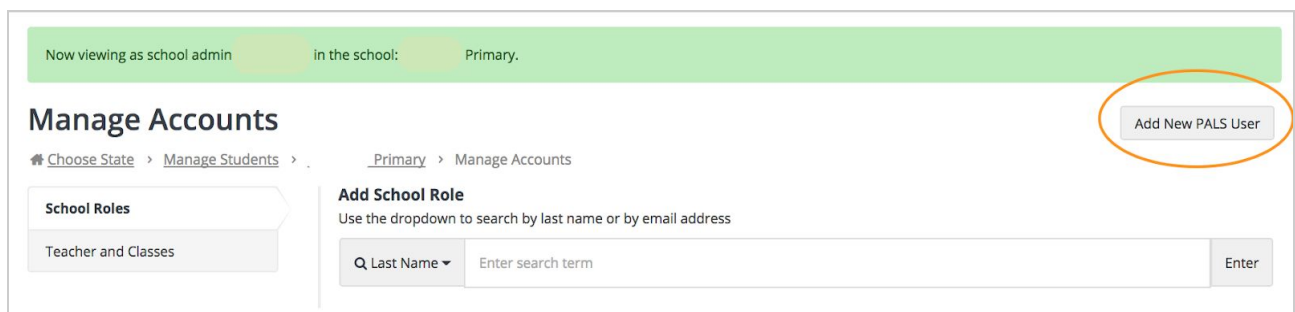 Now viewing as school admin in the school: Primary.
Manage Accounts
Add New PALS User
Choose State › Manage Students › Primary › Manage Accounts
School Roles
Teacher and Classes
Add School Role
Use the dropdown to search by last name or by email address
Last Name
Enter search term
Enter